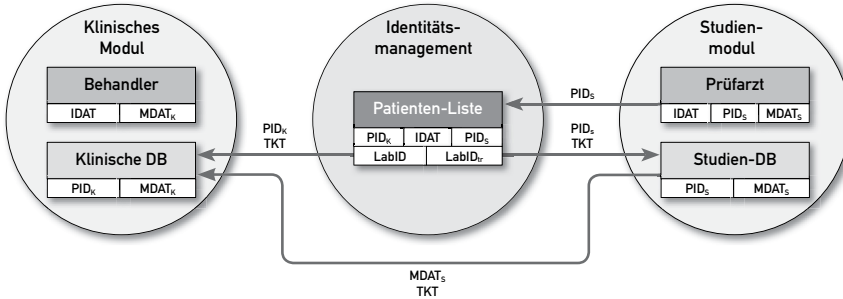 Klinisches
Modul
Behandler
IDAT
MDATK
Klinische DB
PIDK
MDATK
PIDK
TKT
Identitäts-
management
Patienten-Liste
PIDK
IDAT
PIDS
LabID
LabIDtr
PIDS
PIDS
TKT
Studien-
modul
Prüfarzt
IDAT
PIDS
MDATS
Studien-DB
PIDS
MDATS
MDATS
TKT